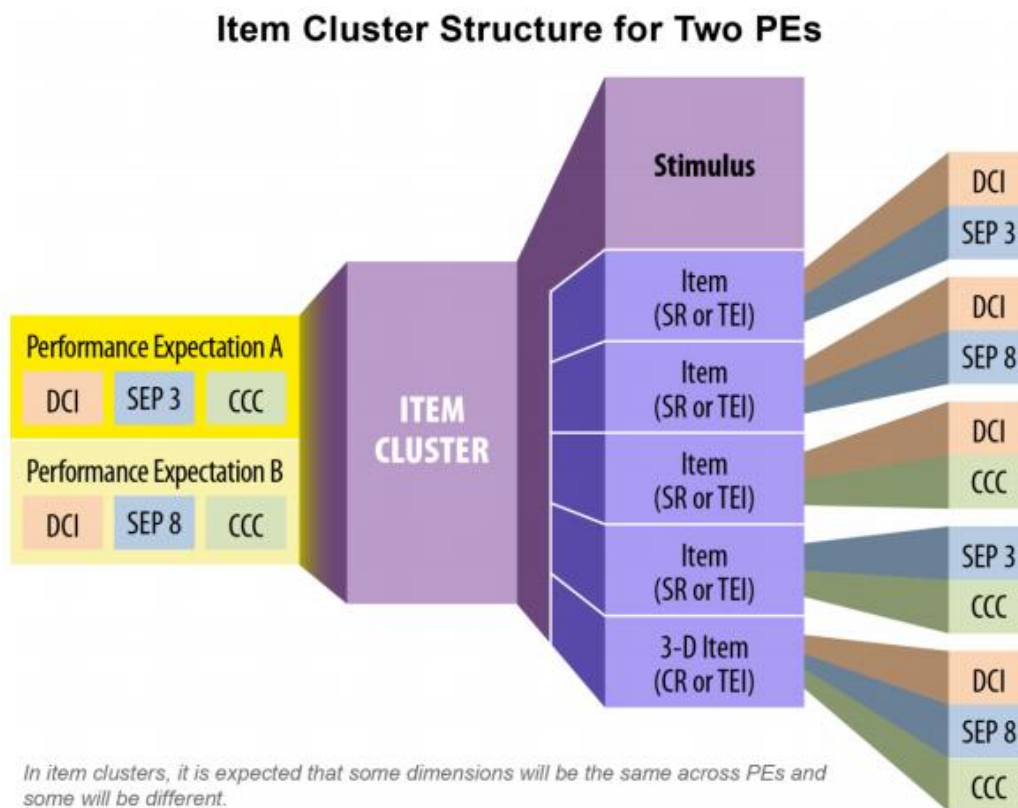 Item Cluster Structure for Two PEs
Performance Expectation A
DCI
SEP 3
CCC
Performance Expectation B
DCI
SEP 8
CCC
ITEM
CLUSTER
Stimulus
Item
(SR or TEI)
Item
(SR or TEI)
Item
(SR or TEI)
Item
(SR or TEI)
3-D Item
(CR or TEI)
DCI
SEP 3
DCI
SEP 8
DCI
CCC
SEP 3
CCC
DCI
SEP 8
CCC
In item clusters, it is expected that some dimensions will be the same across PEs and
some will be different.